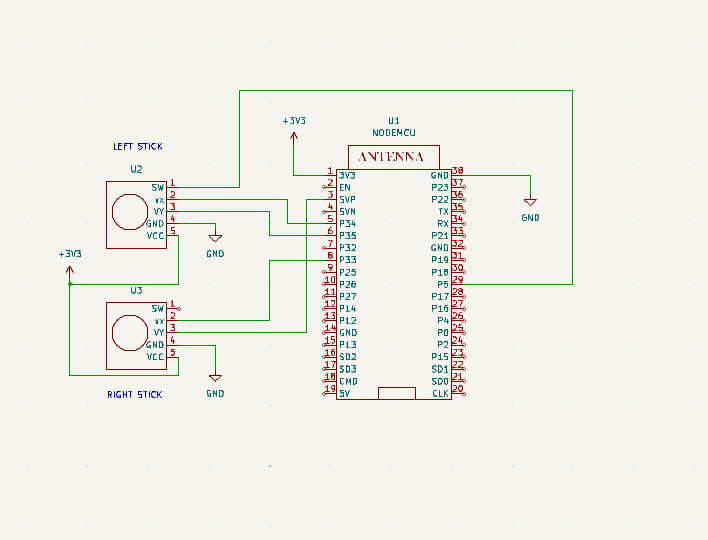 +3V3
U1
NODEMCU
ANTENNA
LEFT STICK
U2
SW 1
VX 2
VY 3
GND 4
VCC 5
GND
+3V3
U3
SW 1
VX 2
VY 3
GND 4
VCC 5
GND
RIGHT STICK
1 3V3 GND 38
2 EN P23 37
3 SVP P22 36
4 SVN TX 35
5 P34 RX 34
6 P35 P21 33
7 P32 GND 32
8 P33 P19 31
9 P25 P18 30
10 P26 P5 29
11 P27 P17 28
12 P14 P16 27
13 P12 P4 26
14 GND P0 25
15 P13 P2 24
16 SD2 P15 23
17 SD3 SD1 22
18 CMD SD0 21
19 5V CLK 20
GND